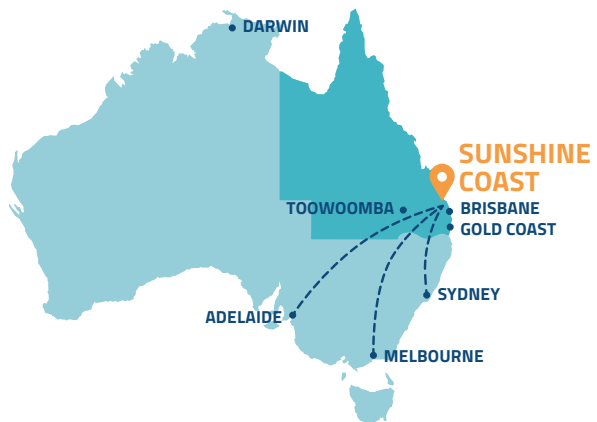 DARWIN
SUNSHINE
COAST
TOOWOOMBA
BRISBANE
GOLD COAST
SYDNEY
ADELAIDE
MELBOURNE